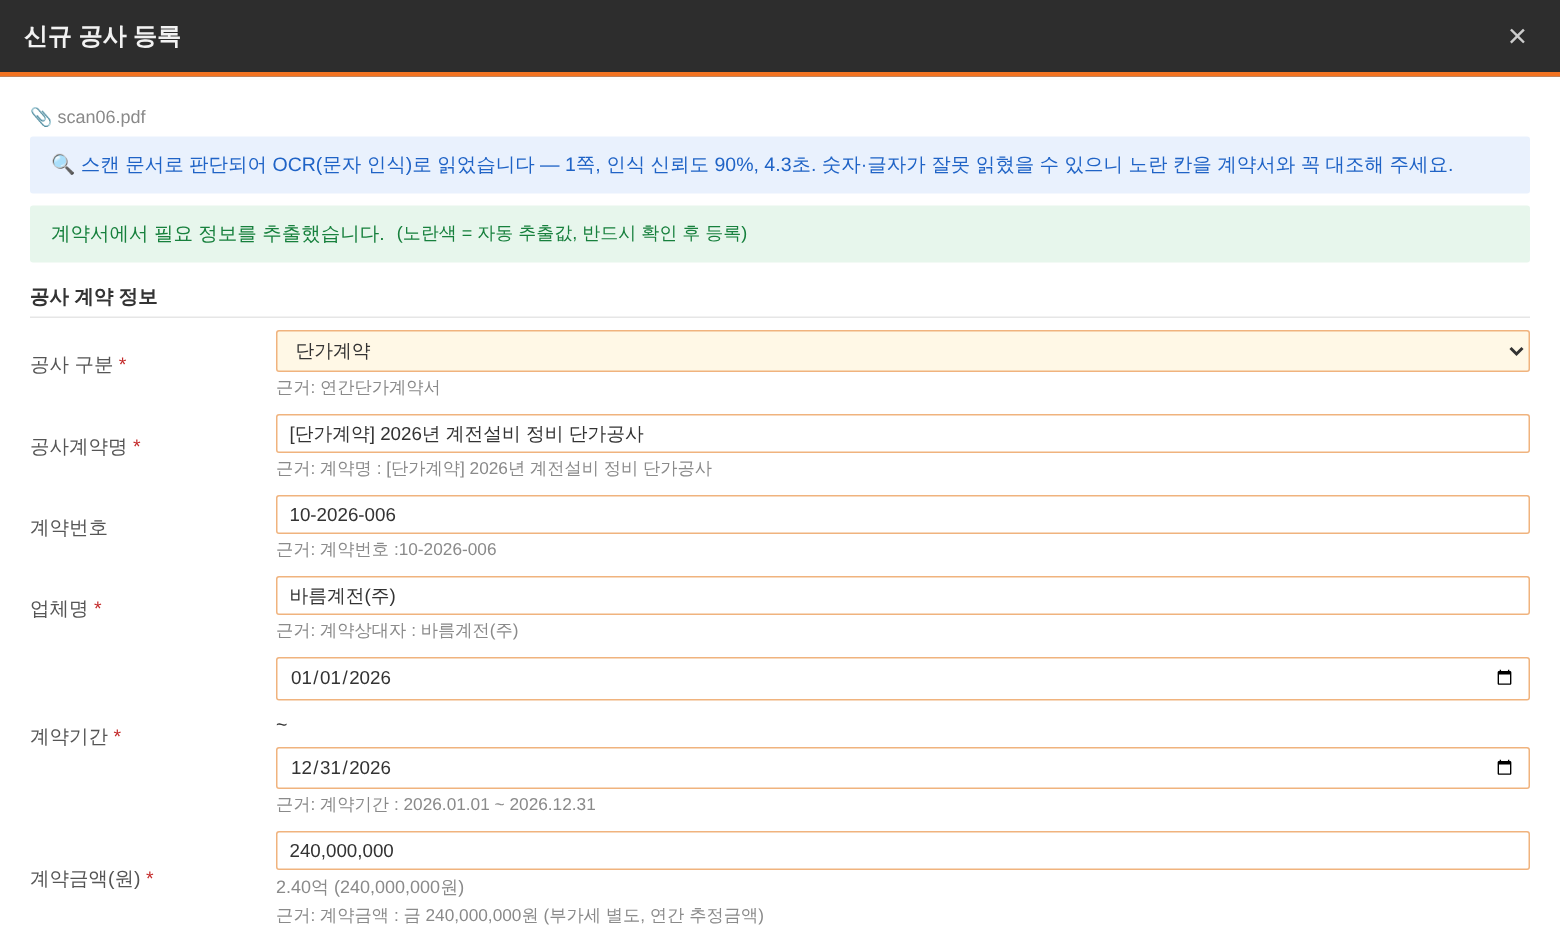 신규 공사 등록
×
📎 scan06.pdf
🔍 스캔 문서로 판단되어 OCR(문자 인식)로 읽었습니다 — 1쪽, 인식 신뢰도 90%, 4.3초. 숫자·글자가 잘못 읽혔을 수 있으니 노란 칸을 계약서와 꼭 대조해 주세요.
계약서에서 필요 정보를 추출했습니다. (노란색 = 자동 추출값, 반드시 확인 후 등록)
공사 계약 정보
공사 구분 *
단가계약
근거: 연간단가계약서
공사계약명 *
[단가계약] 2026년 계전설비 정비 단가공사
근거: 계약명 : [단가계약] 2026년 계전설비 정비 단가공사
계약번호
10-2026-006
근거: 계약번호 :10-2026-006
업체명 *
바름계전(주)
근거: 계약상대자 : 바름계전(주)
계약기간 *
01/01/2026
~
12/31/2026
근거: 계약기간 : 2026.01.01 ~ 2026.12.31
계약금액(원) *
240,000,000
2.40억 (240,000,000원)
근거: 계약금액 : 금 240,000,000원 (부가세 별도, 연간 추정금액)